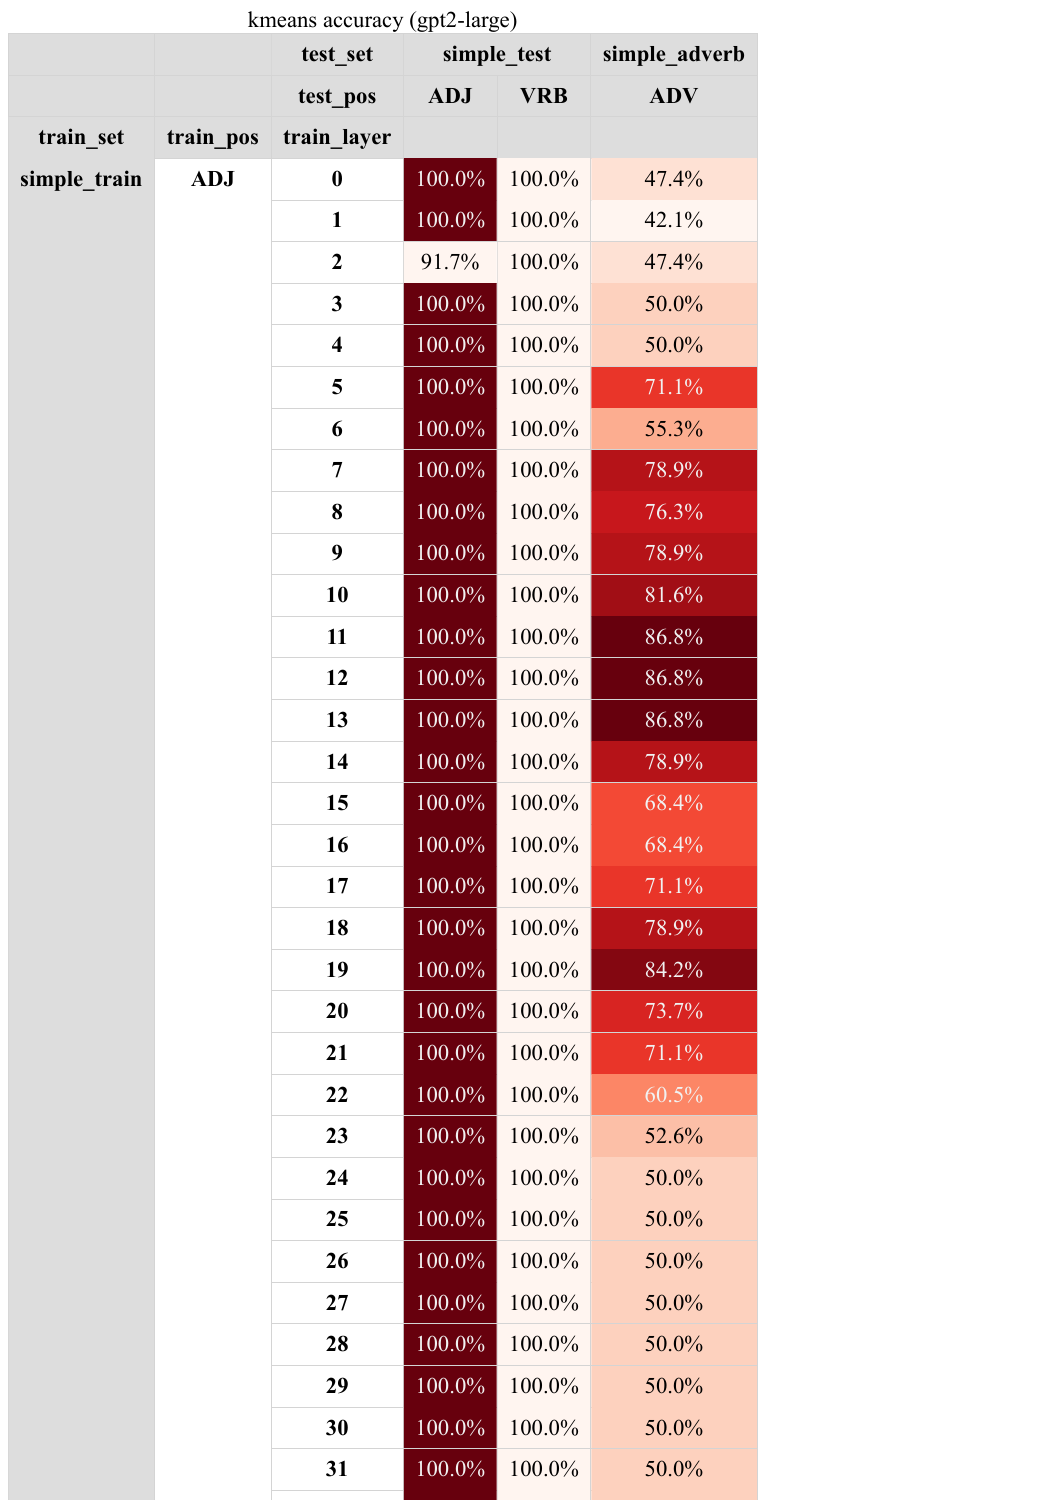 kmeans accuracy (gpt2-large)
test_set simple_test simple_adverb
test_pos ADJ VRB ADV
train_set train_pos train_layer
simple_train ADJ 0 100.0% 100.0% 47.4%
1 100.0% 100.0% 42.1%
2 91.7% 100.0% 47.4%
3 100.0% 100.0% 50.0%
4 100.0% 100.0% 50.0%
5 100.0% 100.0% 71.1%
6 100.0% 100.0% 55.3%
7 100.0% 100.0% 78.9%
8 100.0% 100.0% 76.3%
9 100.0% 100.0% 78.9%
10 100.0% 100.0% 81.6%
11 100.0% 100.0% 86.8%
12 100.0% 100.0% 86.8%
13 100.0% 100.0% 86.8%
14 100.0% 100.0% 78.9%
15 100.0% 100.0% 68.4%
16 100.0% 100.0% 68.4%
17 100.0% 100.0% 71.1%
18 100.0% 100.0% 78.9%
19 100.0% 100.0% 84.2%
20 100.0% 100.0% 73.7%
21 100.0% 100.0% 71.1%
22 100.0% 100.0% 60.5%
23 100.0% 100.0% 52.6%
24 100.0% 100.0% 50.0%
25 100.0% 100.0% 50.0%
26 100.0% 100.0% 50.0%
27 100.0% 100.0% 50.0%
28 100.0% 100.0% 50.0%
29 100.0% 100.0% 50.0%
30 100.0% 100.0% 50.0%
31 100.0% 100.0% 50.0%